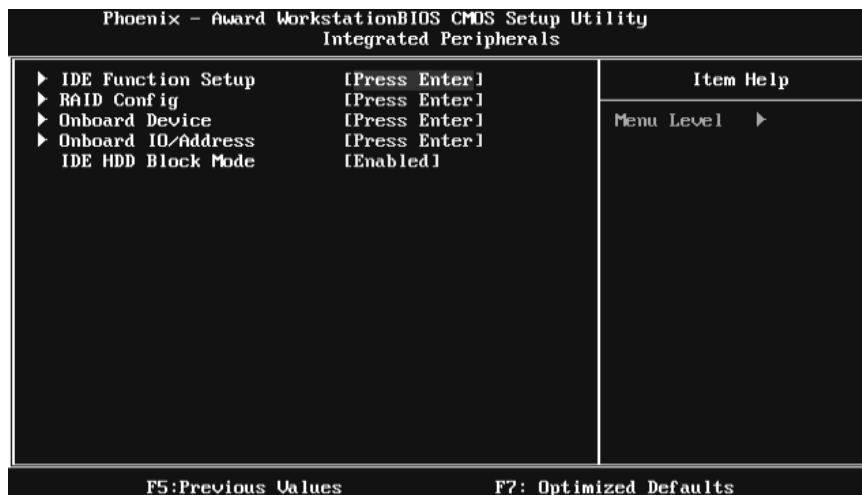 Phoenix - Award WorkstationBIOS CMOS Setup Utility
Integrated Peripherals
IDE Function Setup [Press Enter]
RAID Config [Press Enter]
Onboard Device [Press Enter]
Onboard IO/Address [Press Enter]
IDE HDD Block Mode [Enabled]
Item Help
Menu Level
F5:Previous Values F7: Optimized Defaults